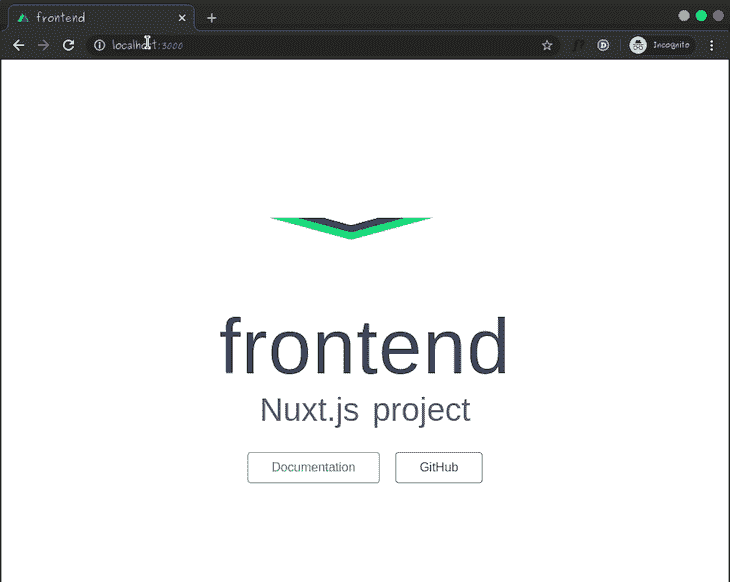 frontend
localhost:3000
Incognito
frontend
Nuxt.js project
Documentation
GitHub